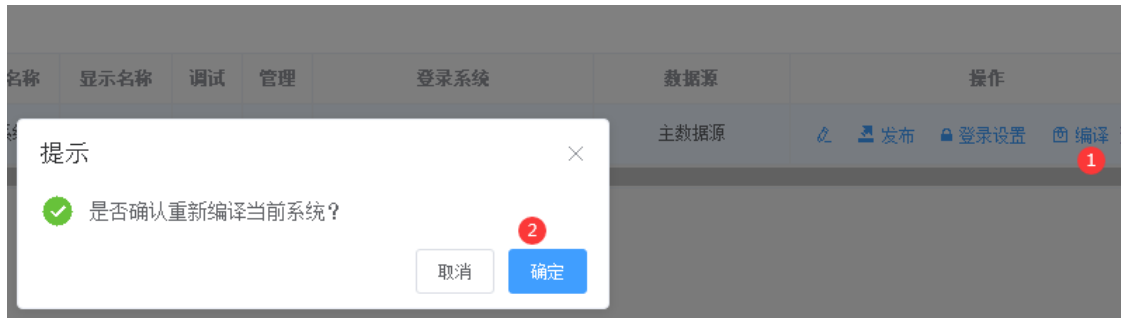 名称 显示名称 调试 管理 登录系统 数据源 操作
主数据源 发布 登录设置 编译
1
提示
是否确认重新编译当前系统？
2
取消 确定